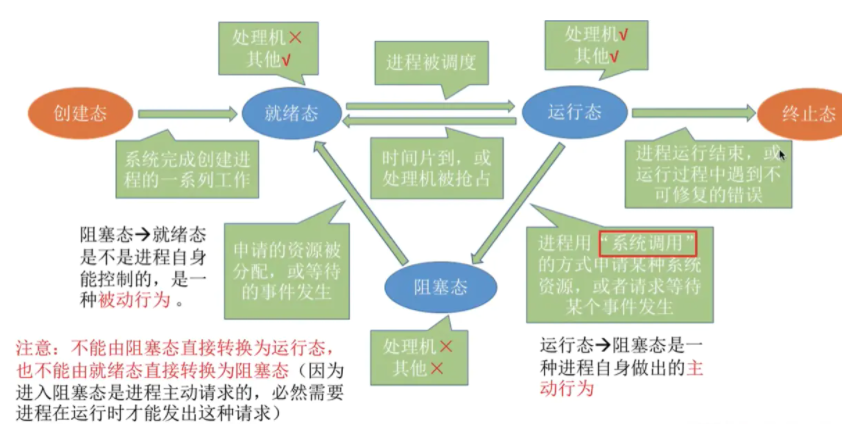 处理机×
其他√
进程被调度
处理机√
其他√
创建态
就绪态
运行态
终止态
系统完成创建进
程的一系列工作
时间片到，或
处理机被抢占
进程运行结束，或
运行过程中遇到不
可修复的错误
阻塞态→就绪态
是不是进程自身
能控制的，是一
种被动行为。
申请的资源被
分配，或等待
的事件发生
进程用“系统调用”
的方式申请某种系统
资源，或者请求等待
某个事件发生
阻塞态
处理机×
其他×
运行态→阻塞态是一
种进程自身做出的主
动行为
注意：不能由阻塞态直接转换为运行态，
也不能由就绪态直接转换为阻塞态（因为
进入阻塞态是进程主动请求的，必然需要
进程在运行时才能发出这种请求）